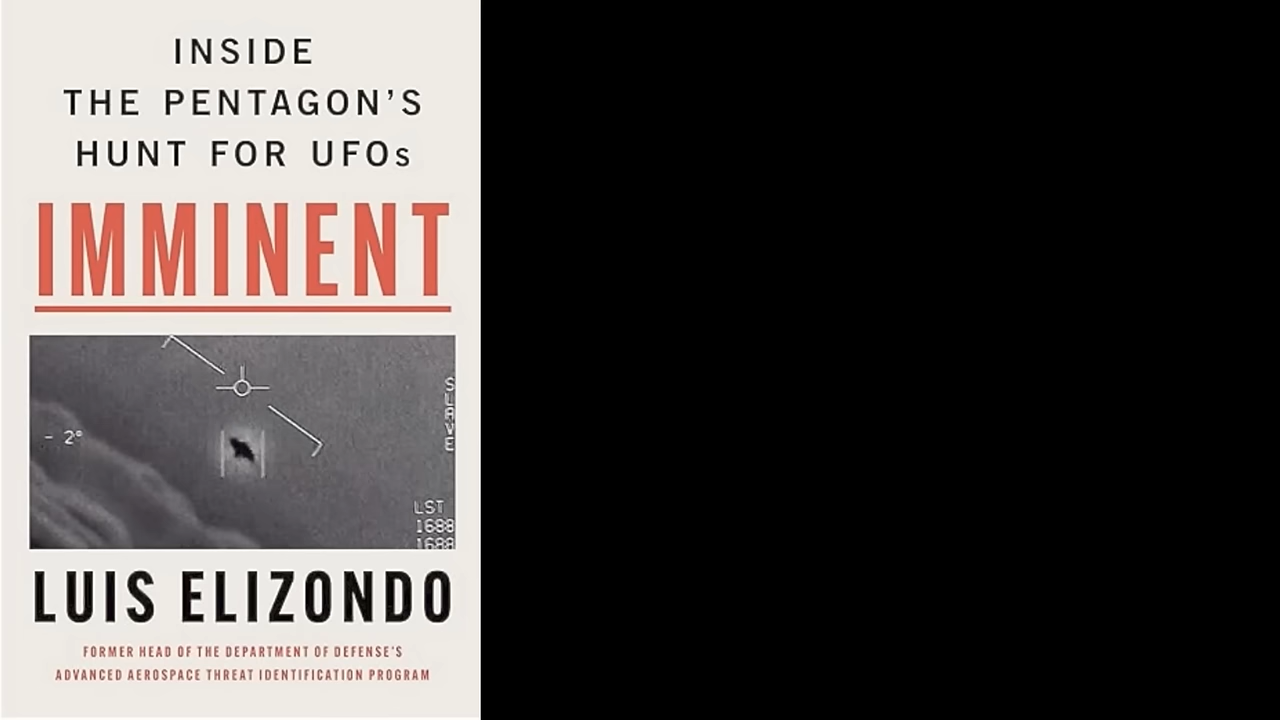 INSIDE
THE PENTAGON'S
HUNT FOR UFOs
IMMINENT
- 2°
SLAVE
LST
1688
1688
LUIS ELIZONDO
FORMER HEAD OF THE DEPARTMENT OF DEFENSE'S
ADVANCED AEROSPACE THREAT IDENTIFICATION PROGRAM